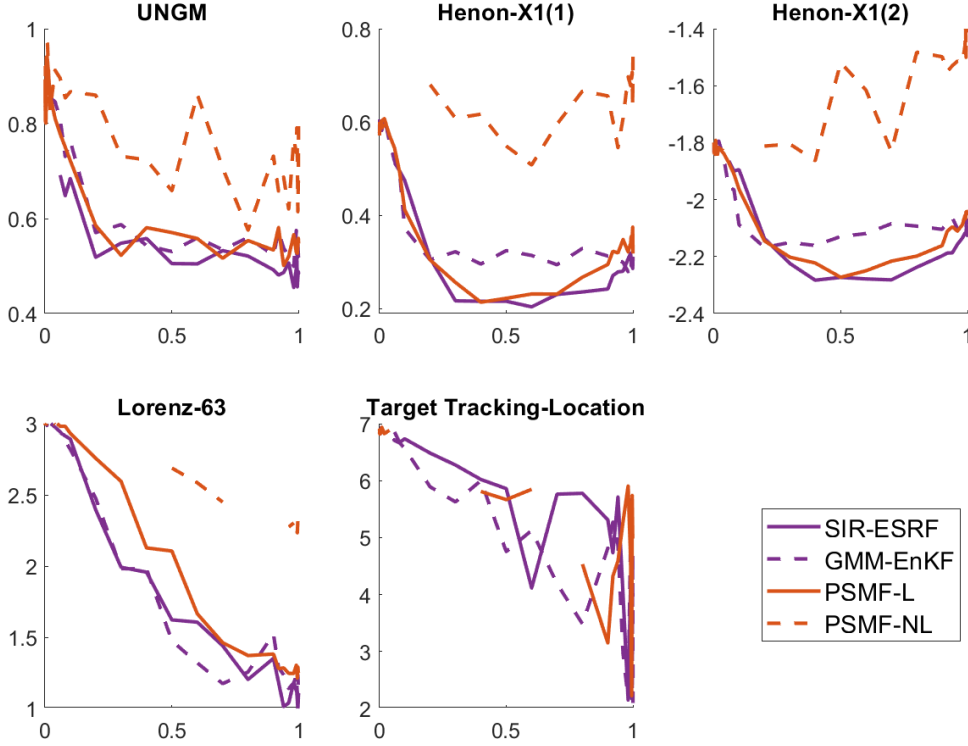 UNGM
1
0.8
0.6
0.4
0 0.5 1
Henon-X1(1)
0.8
0.6
0.4
0.2
0 0.5 1
Henon-X1(2)
-1.4
-1.6
-1.8
-2
-2.2
-2.4
0 0.5 1
Lorenz-63
3
2.5
2
1.5
1
0 0.5 1
Target Tracking-Location
7
6
5
4
3
2
0 0.5 1
SIR-ESRF
GMM-EnKF
PSMF-L
PSMF-NL